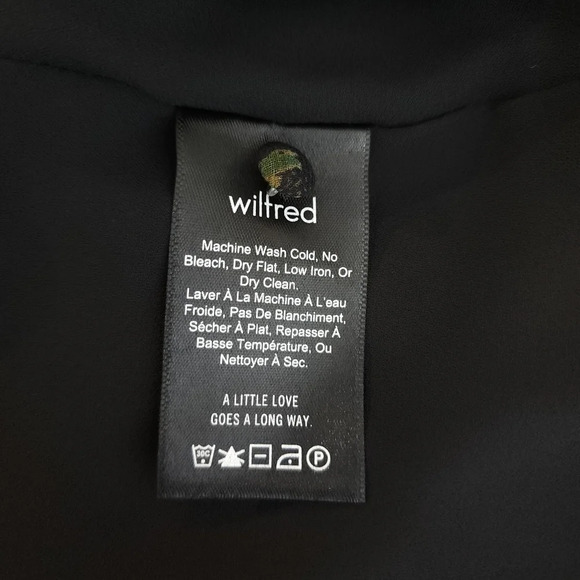 wilfred
Machine Wash Cold, No
Bleach, Dry Flat, Low Iron, Or
Dry Clean.
Laver À La Machine À L'eau
Froide, Pas De Blanchiment,
Sécher À Plat, Repasser À
Basse Température, Ou
Nettoyer À Sec.
A LITTLE LOVE
GOES A LONG WAY.
30C P